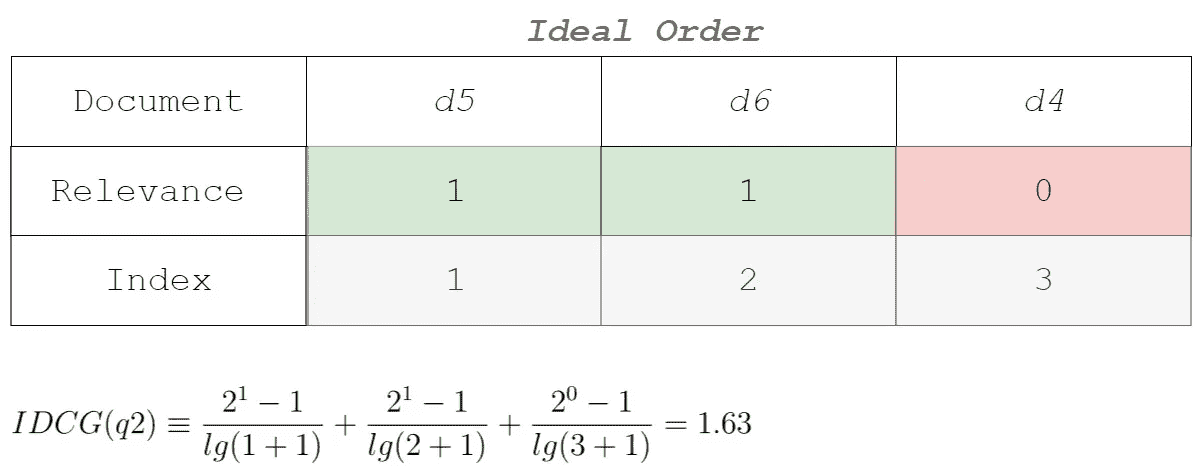 Ideal Order
Document d5 d6 d4
Relevance 1 1 0
Index 1 2 3
IDCG(q2) ≡ \frac{2^1 − 1}{lg(1 + 1)} + \frac{2^1 − 1}{lg(2 + 1)} + \frac{2^0 − 1}{lg(3 + 1)} = 1.63